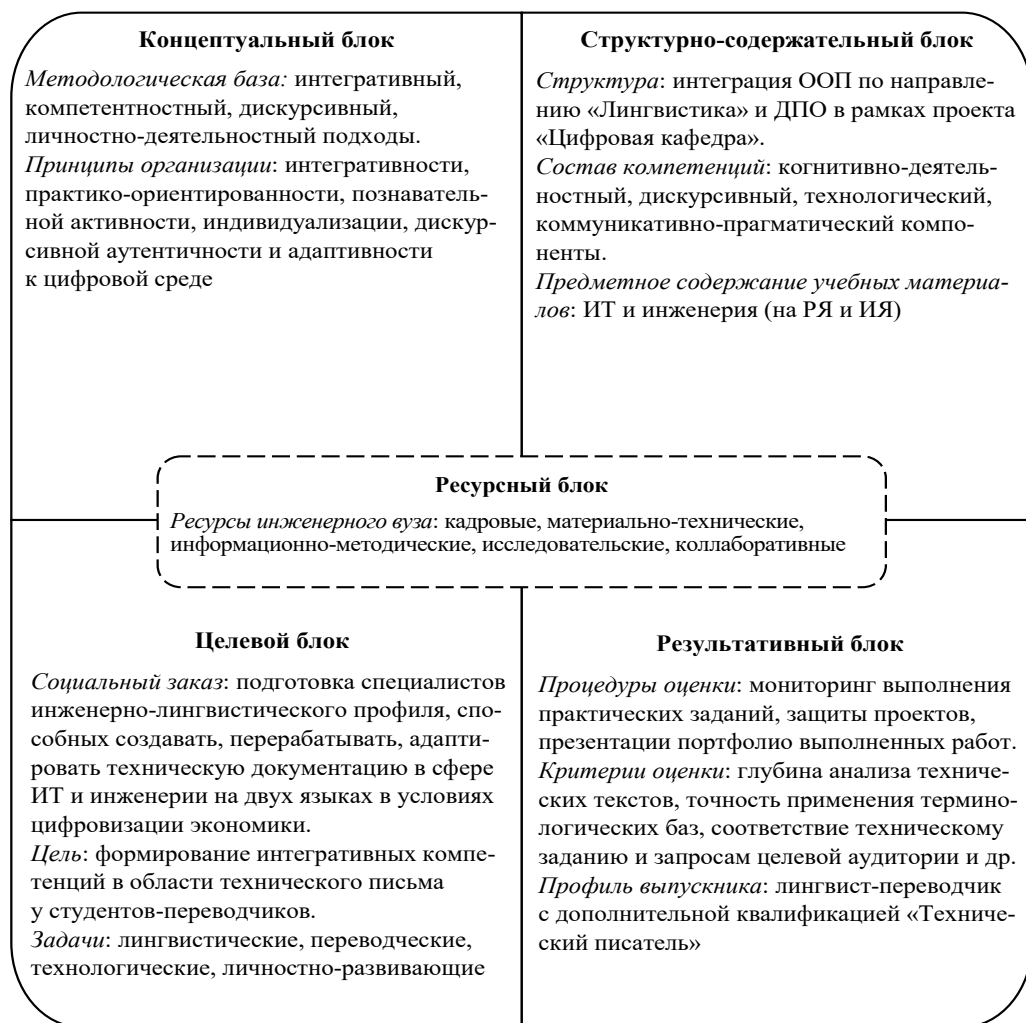 Концептуальный блок
Методологическая база: интегративный,
компетентностный, дискурсивный,
личностно-деятельностный подходы.
Принципы организации: интегративности,
практико-ориентированности, познаватель-
ной активности, индивидуализации, дискур-
сивной аутентичности и адаптивности
к цифровой среде
Структурно-содержательный блок
Структура: интеграция ООП по направле-
нию «Лингвистика» и ДПО в рамках проекта
«Цифровая кафедра».
Состав компетенций: когнитивно-деятель-
ностный, дискурсивный, технологический,
коммуникативно-прагматический компо-
ненты.
Предметное содержание учебных материа-
лов: ИТ и инженерия (на РЯ и ИЯ)
Ресурсный блок
Ресурсы инженерного вуза: кадровые, материально-технические,
информационно-методические, исследовательские, коллаборативные
Целевой блок
Социальный заказ: подготовка специалистов
инженерно-лингвистического профиля, спо-
собных создавать, перерабатывать, адапти-
ровать техническую документацию в сфере
ИТ и инженерии на двух языках в условиях
цифровизации экономики.
Цель: формирование интегративных компе-
тенций в области технического письма
у студентов-переводчиков.
Задачи: лингвистические, переводческие,
технологические, личностно-развивающие
Результативный блок
Процедуры оценки: мониторинг выполнения
практических заданий, защиты проектов,
презентации портфолио выполненных работ.
Критерии оценки: глубина анализа техниче-
ских текстов, точность применения термино-
логических баз, соответствие техническому
заданию и запросам целевой аудитории и др.
Профиль выпускника: лингвист-переводчик
с дополнительной квалификацией «Техниче-
ский писатель»